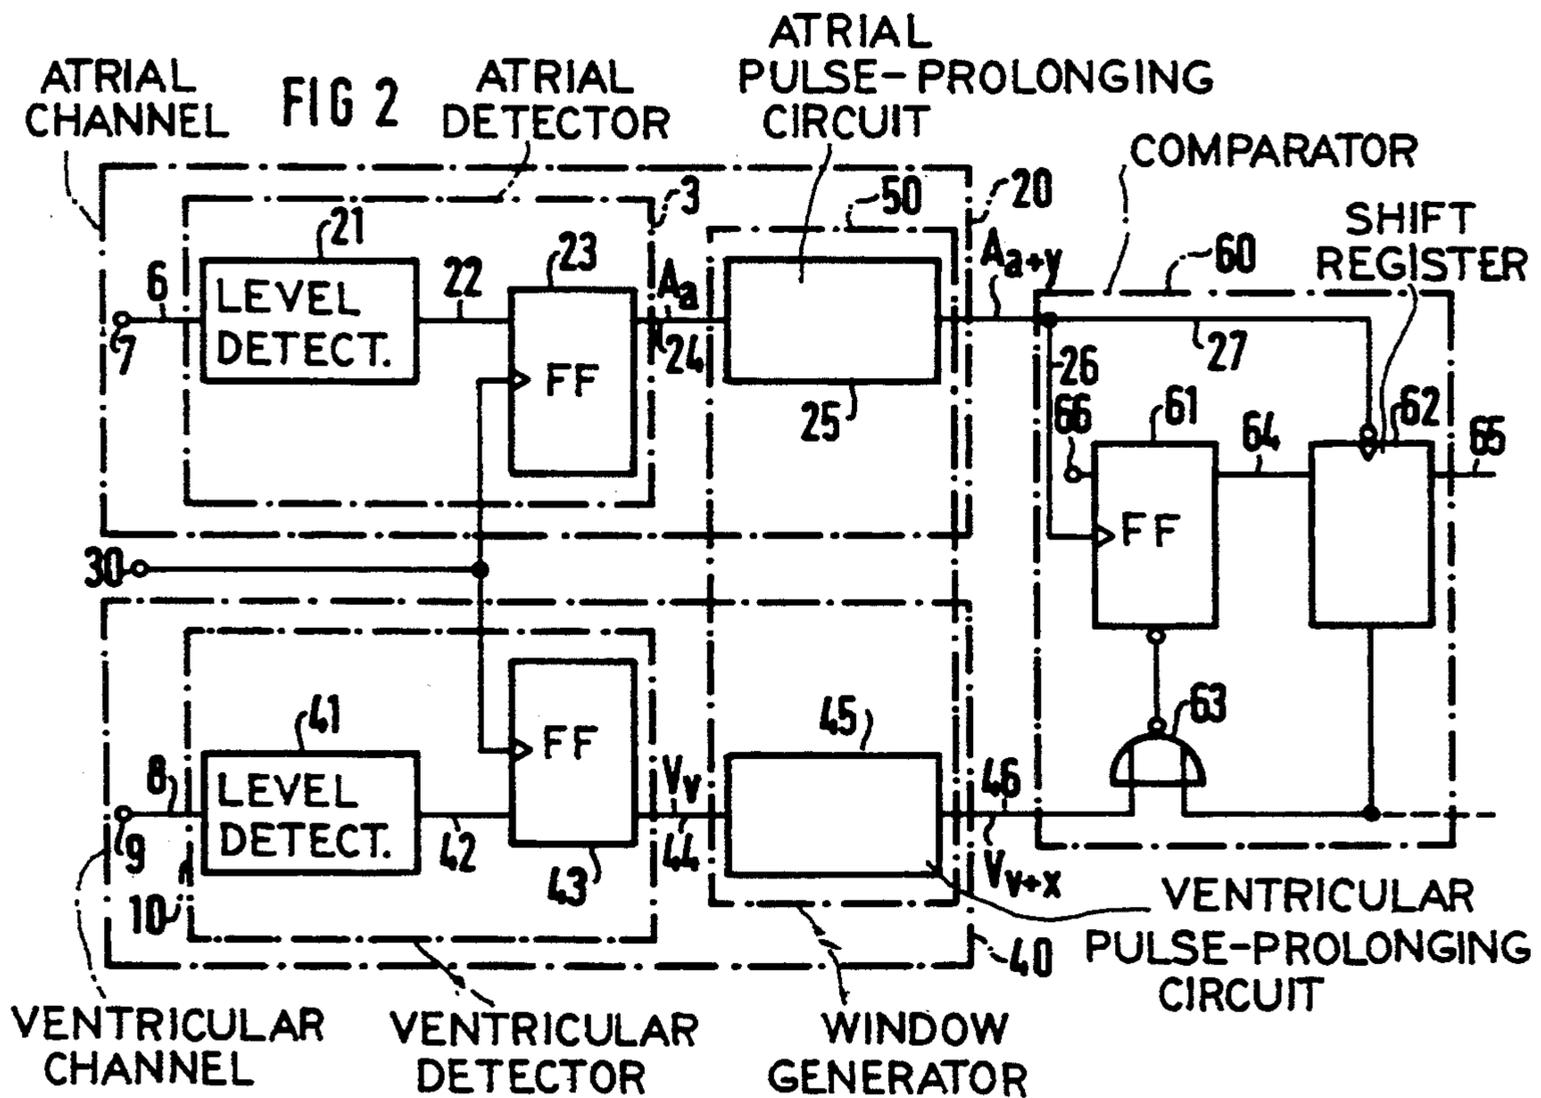 ATRIAL
CHANNEL
FIG 2
ATRIAL
DETECTOR
ATRIAL
PULSE-PROLONGING
CIRCUIT
COMPARATOR
SHIFT
REGISTER
3
50
20
60
21
23
6
LEVEL
DETECT.
22
Aa
Aa+y
7
FF
24
25
26
27
66
61
64
62
65
FF
30
41
FF
45
63
8
LEVEL
DETECT.
Vv
46
9
42
44
43
Vv+x
10
40
VENTRICULAR
PULSE-PROLONGING
CIRCUIT
VENTRICULAR
CHANNEL
VENTRICULAR
DETECTOR
WINDOW
GENERATOR